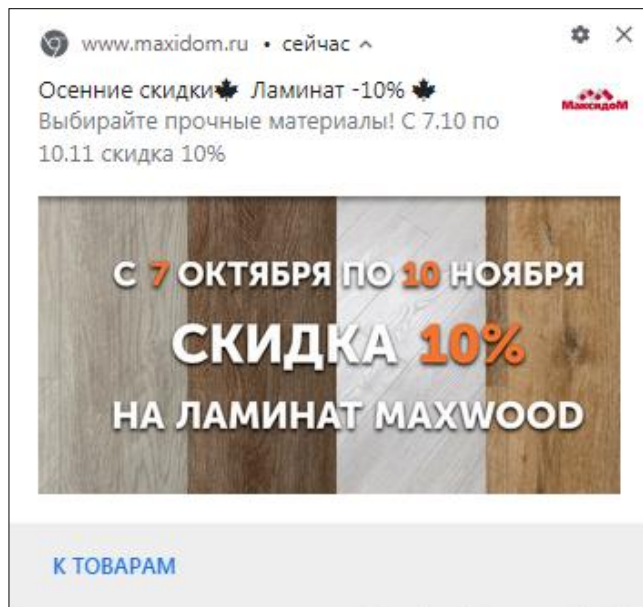 www.maxidom.ru • сейчас
Осенние скидки🍁 Ламинат -10% 🍁
Выбирайте прочные материалы! С 7.10 по
10.11 скидка 10%
МаксидоМ
С 7 ОКТЯБРЯ ПО 10 НОЯБРЯ
СКИДКА 10%
НА ЛАМИНАТ MAXWOOD
К ТОВАРАМ